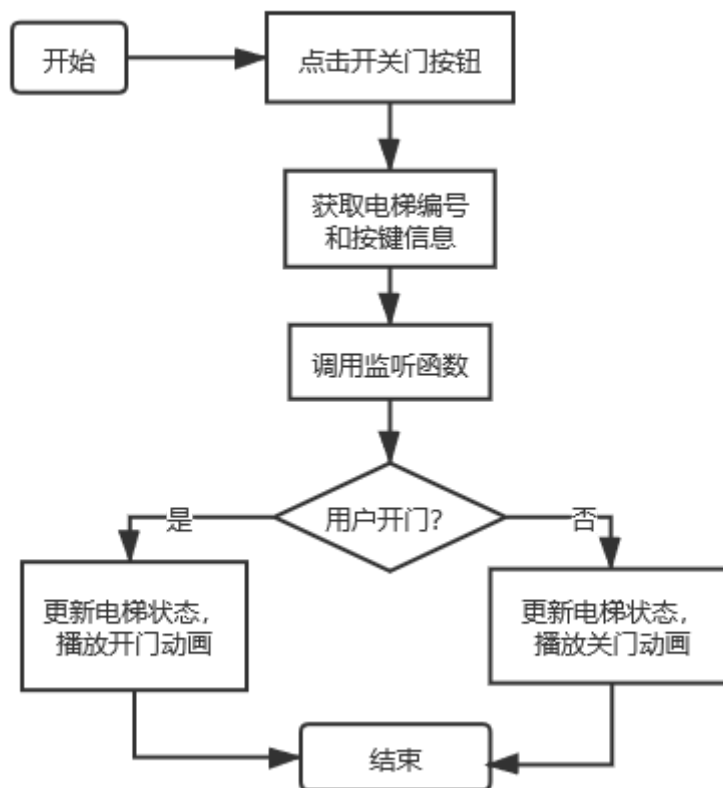 开始
点击开关门按钮
获取电梯编号
和按键信息
调用监听函数
用户开门?
是
否
更新电梯状态，
播放开门动画
更新电梯状态，
播放关门动画
结束